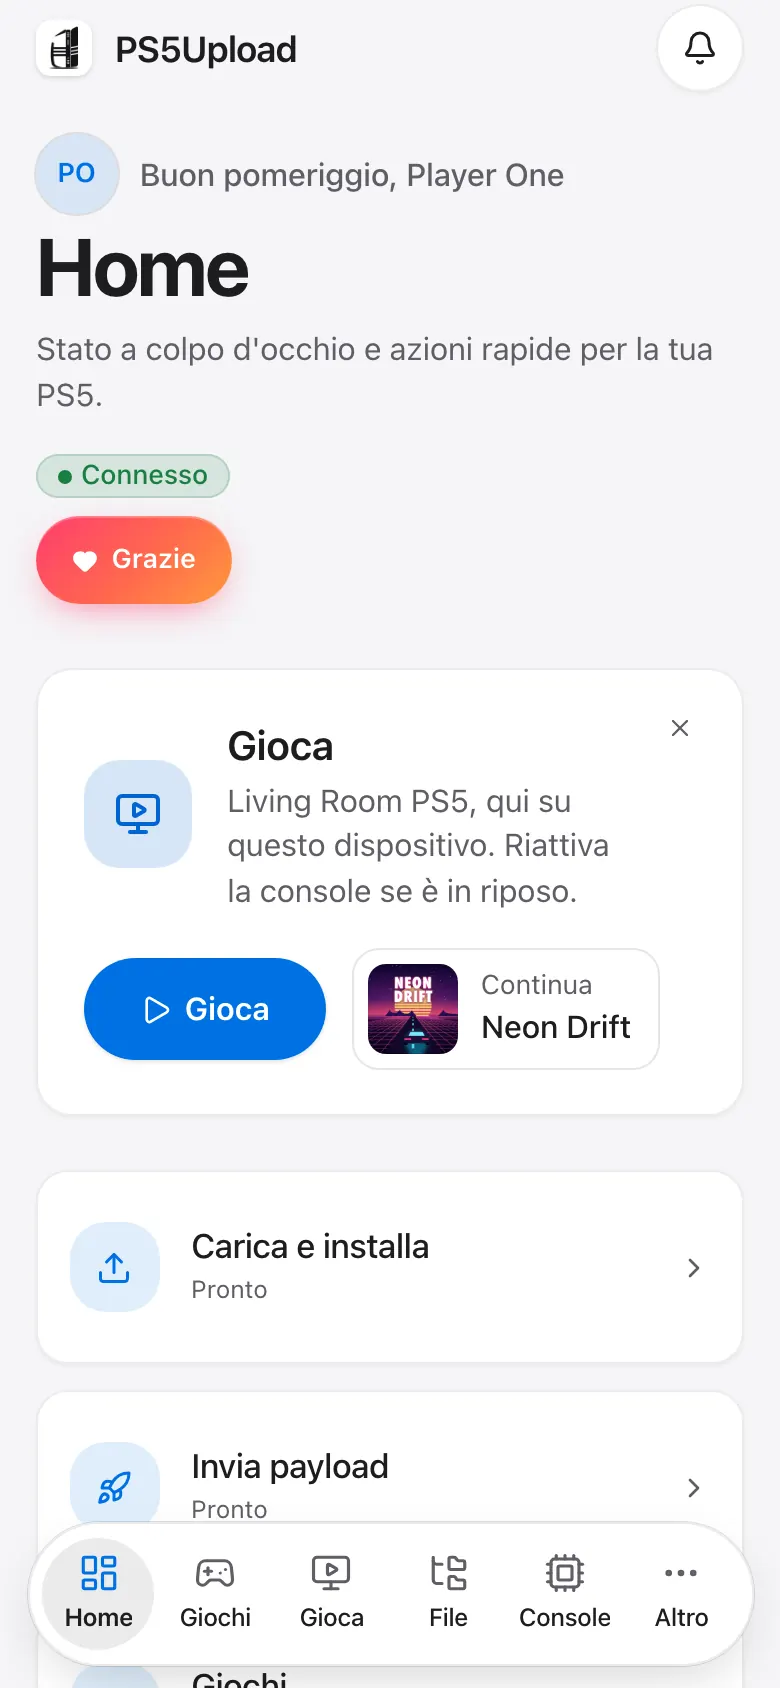 PS5Upload
PO
Buon pomeriggio, Player One
Home
Stato a colpo d'occhio e azioni rapide per la tua
PS5.
Connesso
Grazie
Gioca
Living Room PS5, qui su
questo dispositivo. Riattiva
la console se è in riposo.
Gioca
NEON
DRIFT
Continua
Neon Drift
Carica e installa
Pronto
Invia payload
Pronto
Home
Giochi
Gioca
File
Console
Altro
Giochi